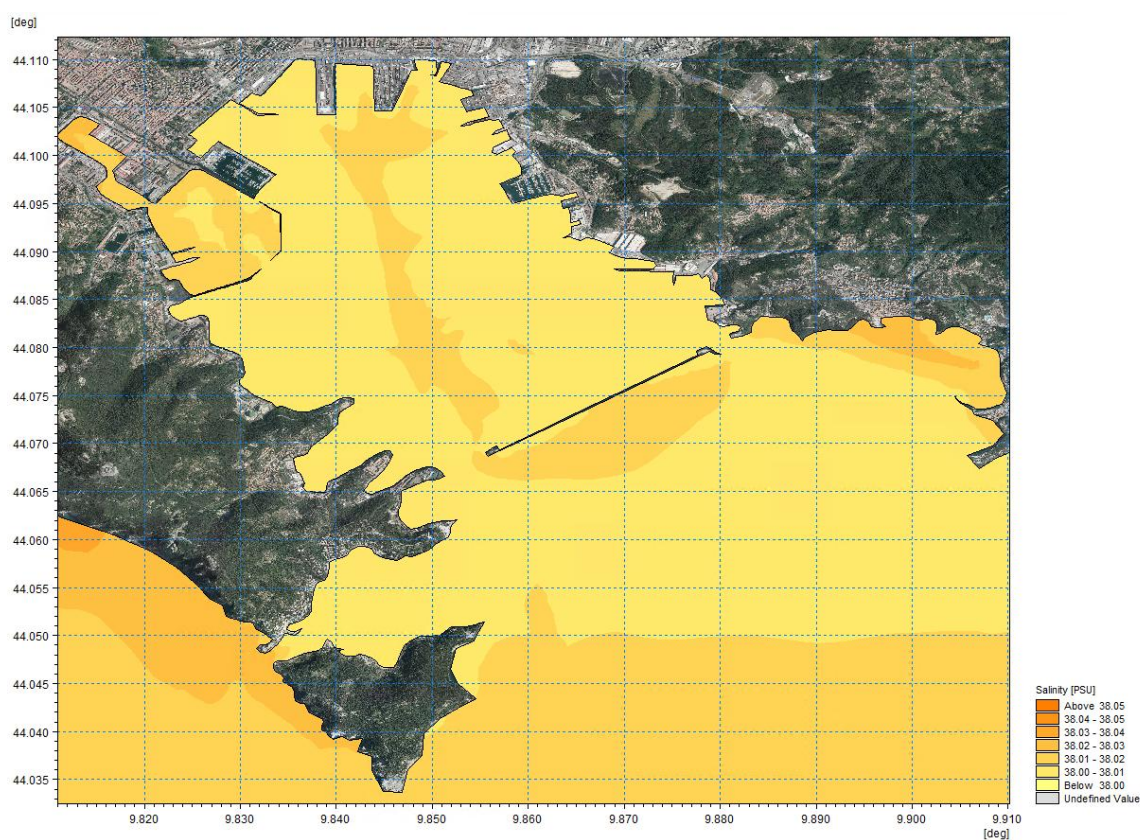 [deg]
44.110
44.105
44.100
44.095
44.090
44.085
44.080
44.075
44.070
44.065
44.060
44.055
44.050
44.045
44.040
44.035
Salinity [PSU]
Above 38.05
38.04 - 38.05
38.03 - 38.04
38.02 - 38.03
38.01 - 38.02
38.00 - 38.01
Below 38.00
Undefined Value
9.820 9.830 9.840 9.850 9.860 9.870 9.880 9.890 9.900 9.910
[deg]